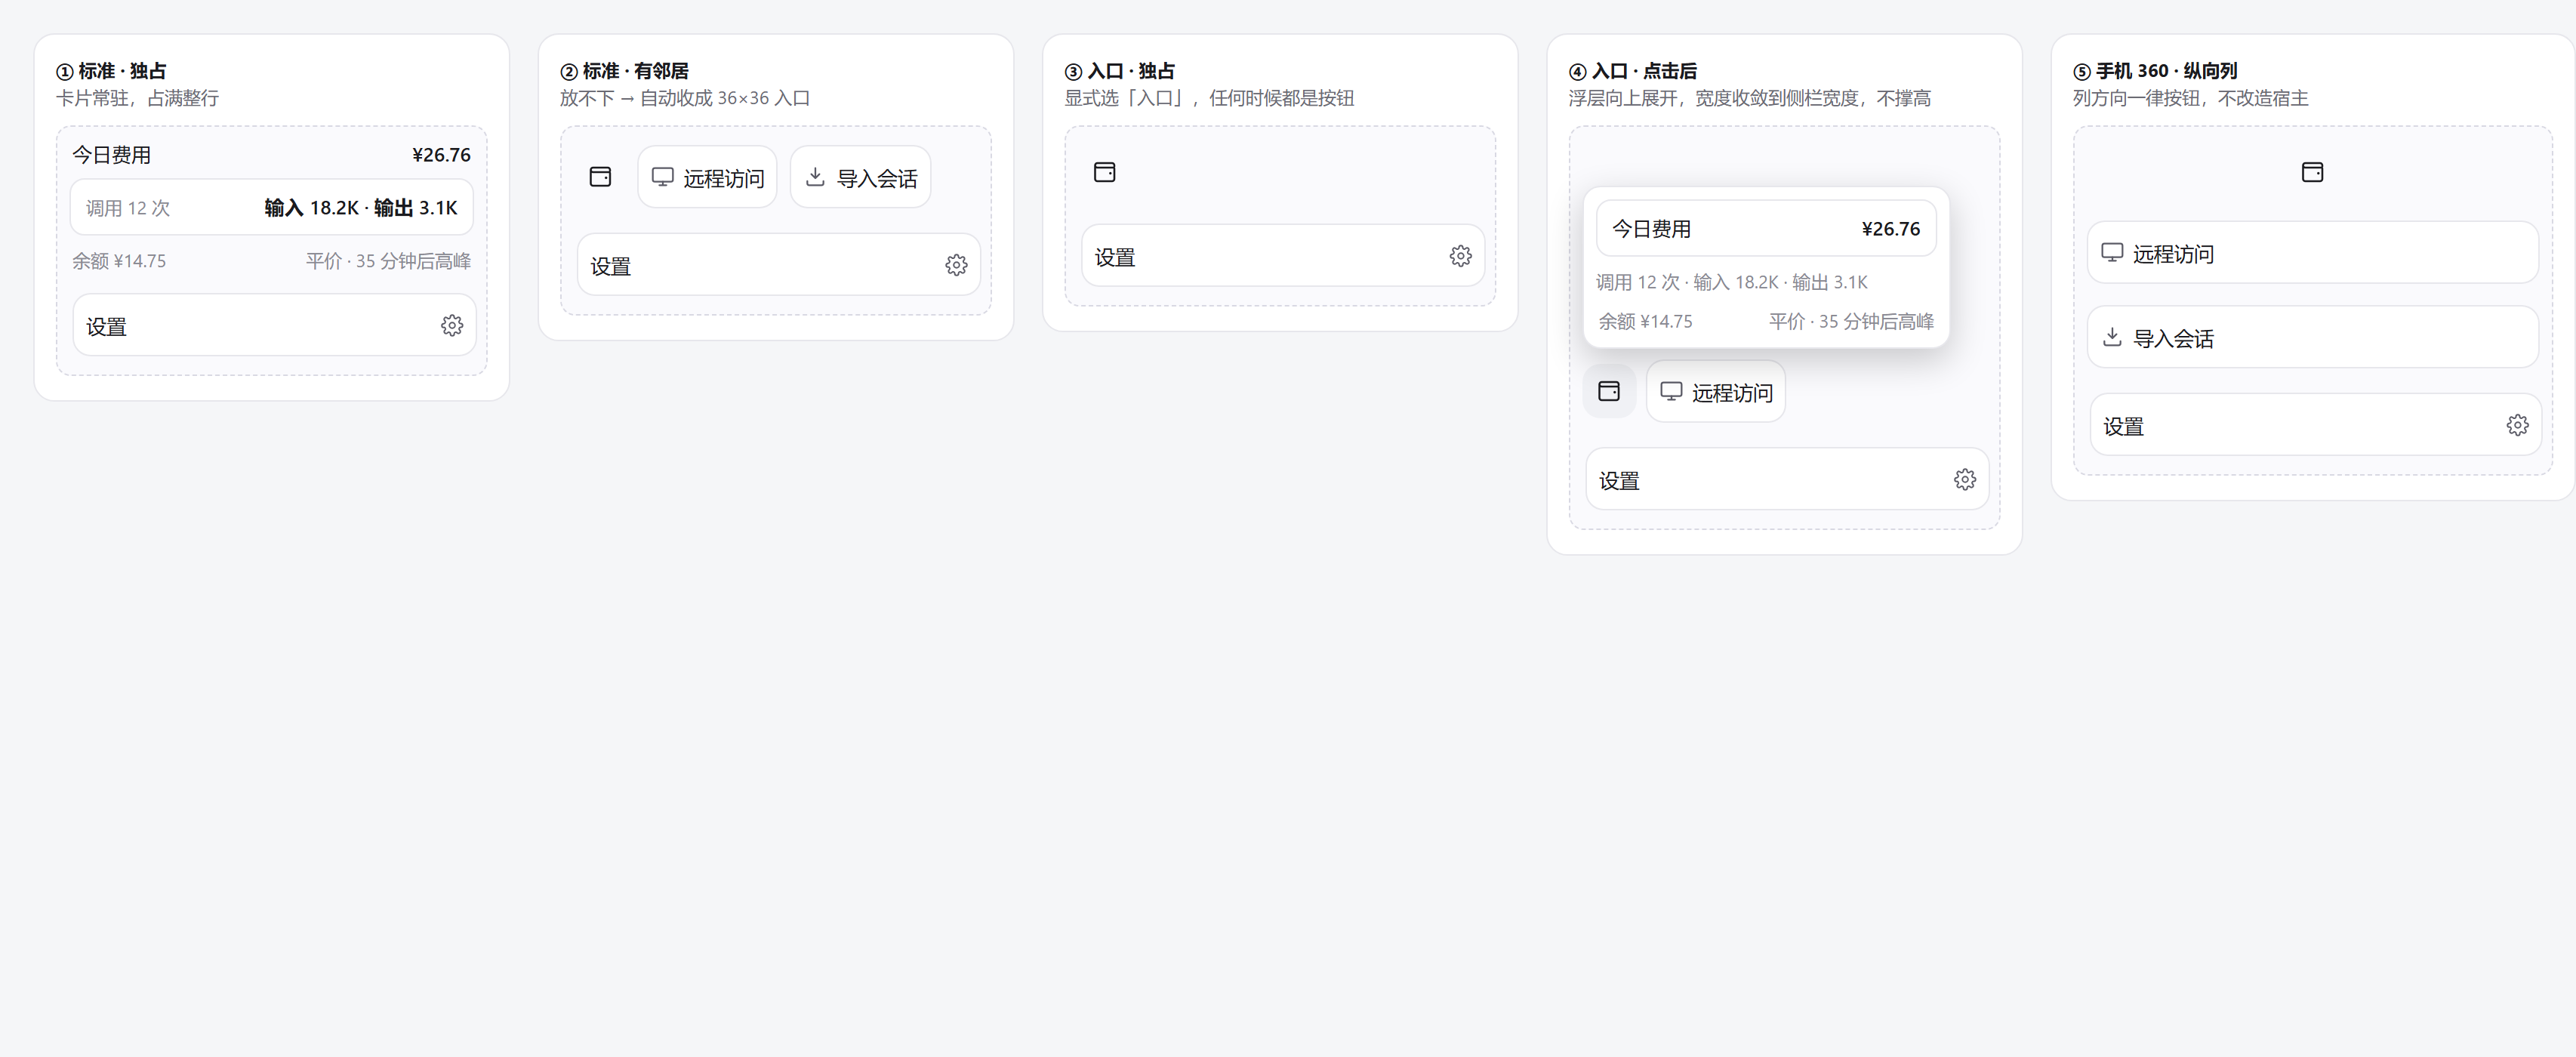 ① 标准 · 独占
卡片常驻，占满整行
今日费用 ¥26.76
调用 12 次 输入 18.2K · 输出 3.1K
余额 ¥14.75 平价 · 35 分钟后高峰
设置
② 标准 · 有邻居
放不下 → 自动收成 36×36 入口
远程访问 导入会话
设置
③ 入口 · 独占
显式选「入口」，任何时候都是按钮
设置
④ 入口 · 点击后
浮层向上展开，宽度收敛到侧栏宽度，不撑高
今日费用 ¥26.76
调用 12 次 · 输入 18.2K · 输出 3.1K
余额 ¥14.75 平价 · 35 分钟后高峰
远程访问
设置
⑤ 手机 360 · 纵向列
列方向一律按钮，不改造宿主
远程访问
导入会话
设置